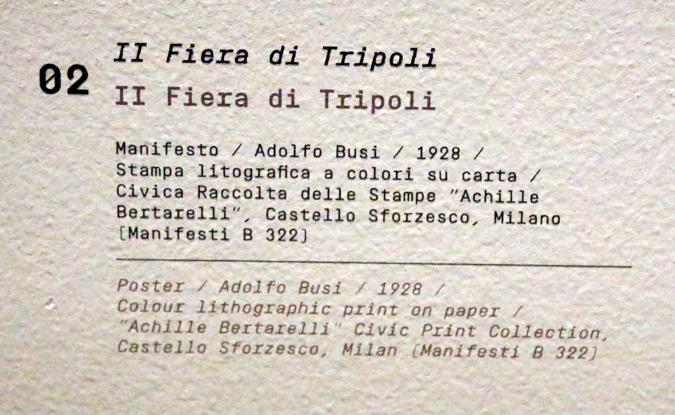 02
II Fiera di Tripoli
II Fiera di Tripoli
Manifesto / Adolfo Busi / 1928 /
Stampa litografica a colori su carta /
Civica Raccolta delle Stampe "Achille
Bertarelli", Castello Sforzesco, Milano
[Manifesti B 322]
Poster / Adolfo Busi / 1928 /
Colour lithographic print on paper /
"Achille Bertarelli" Civic Print Collection,
Castello Sforzesco, Milan [Manifesti B 322]